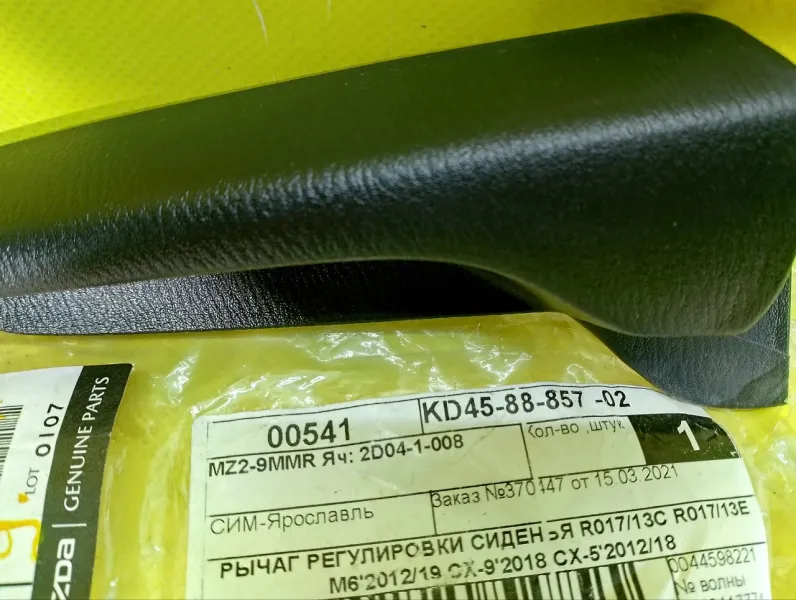 00541
KD45-88-857 -02
MZ2-9MMR Яч: 2D04-1-008
Кол-во ,штук
1
Заказ №370447 от 15.03.2021
СИМ-Ярославль
РЫЧАГ РЕГУЛИРОВКИ СИДЕНЬЯ R017/13C R017/13E
M6'2012/19 CX-9'2018 CX-5'2012/18
0044598221
№ волны
LOT 0107
GENUINE PARTS